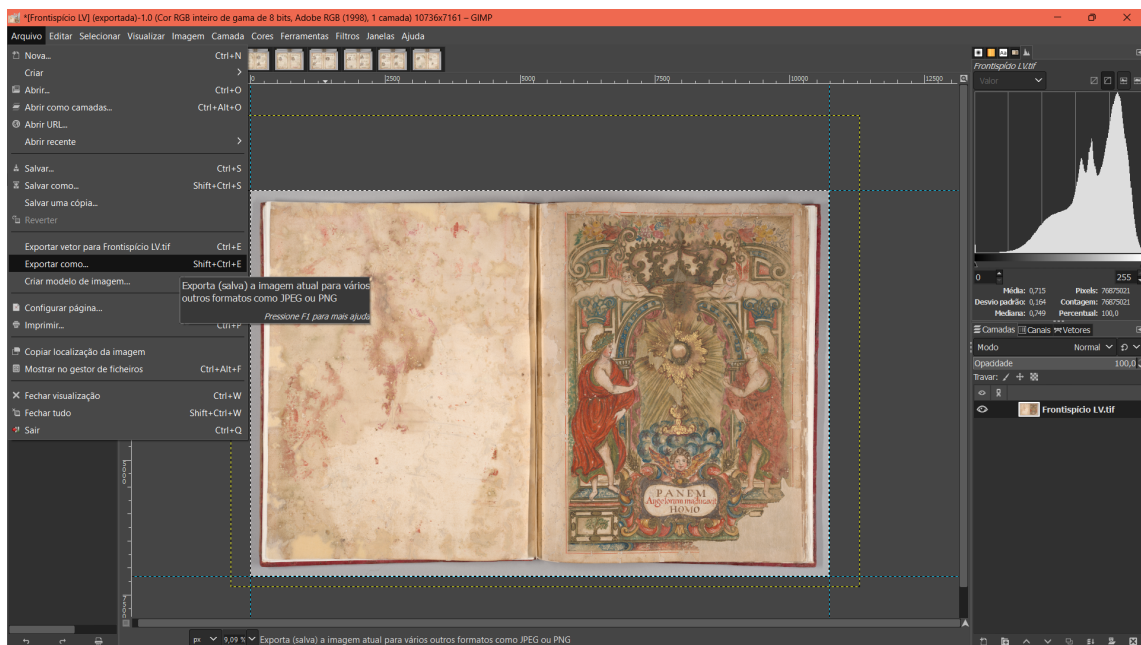 *[Frontispício LV] (exportada)-1.0 (Cor RGB inteiro de gama de 8 bits, Adobe RGB (1998), 1 camada) 10736x7161 – GIMP
Arquivo Editar Selecionar Visualizar Imagem Camada Cores Ferramentas Filtros Janelas Ajuda
Nova... Ctrl+N
Criar
Abrir... Ctrl+O
Abrir como camadas... Ctrl+Alt+O
Abrir URL...
Abrir recente
Salvar... Ctrl+S
Salvar como... Shift+Ctrl+S
Salvar uma cópia...
Reverter
Exportar vetor para Frontispício LV.tif Ctrl+E
Exportar como... Shift+Ctrl+E
Criar modelo de imagem...
Configurar página...
Imprimir... Ctrl+P
Copiar localização da imagem
Mostrar no gestor de ficheiros Ctrl+Alt+F
Fechar visualização Ctrl+W
Fechar tudo Shift+Ctrl+W
Sair Ctrl+Q
Exporta (salva) a imagem atual para vários
outros formatos como JPEG ou PNG
Pressione F1 para mais ajuda
0 2500 5000 7500 10000 12500
5000
7500
PANEM
Angelorum manducavit
HOMO
Frontispício LV.tif
Valor
0 255
Média: 0,715 Pixels: 76875021
Desvio padrão: 0,164 Contagem: 76875021
Mediana: 0,749 Percentual: 100,0
Camadas Canais Vetores
Modo Normal
Opacidade 100,0
Travar:
Frontispício LV.tif
px 9,09 % Exporta (salva) a imagem atual para vários outros formatos como JPEG ou PNG